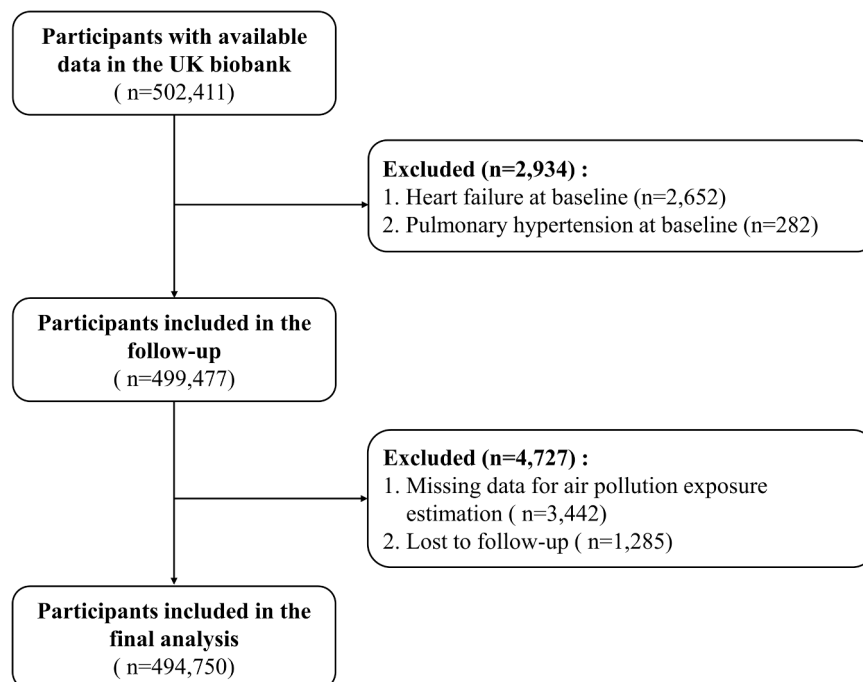 Participants with available
data in the UK biobank
( n=502,411)
Excluded (n=2,934) :
1. Heart failure at baseline (n=2,652)
2. Pulmonary hypertension at baseline (n=282)
Participants included in the
follow-up
( n=499,477)
Excluded (n=4,727) :
1. Missing data for air pollution exposure
estimation ( n=3,442)
2. Lost to follow-up ( n=1,285)
Participants included in the
final analysis
( n=494,750)